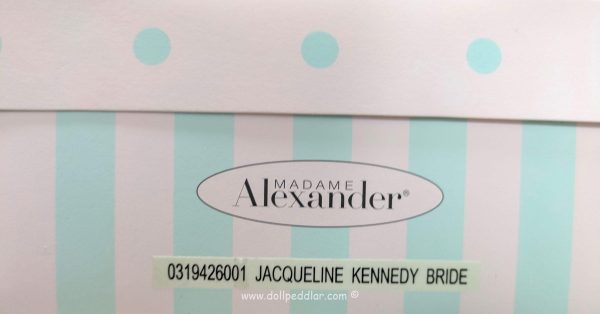 MADAME
Alexander®
0319426001 JACQUELINE KENNEDY BRIDE
www.dollpeddlar.com ©